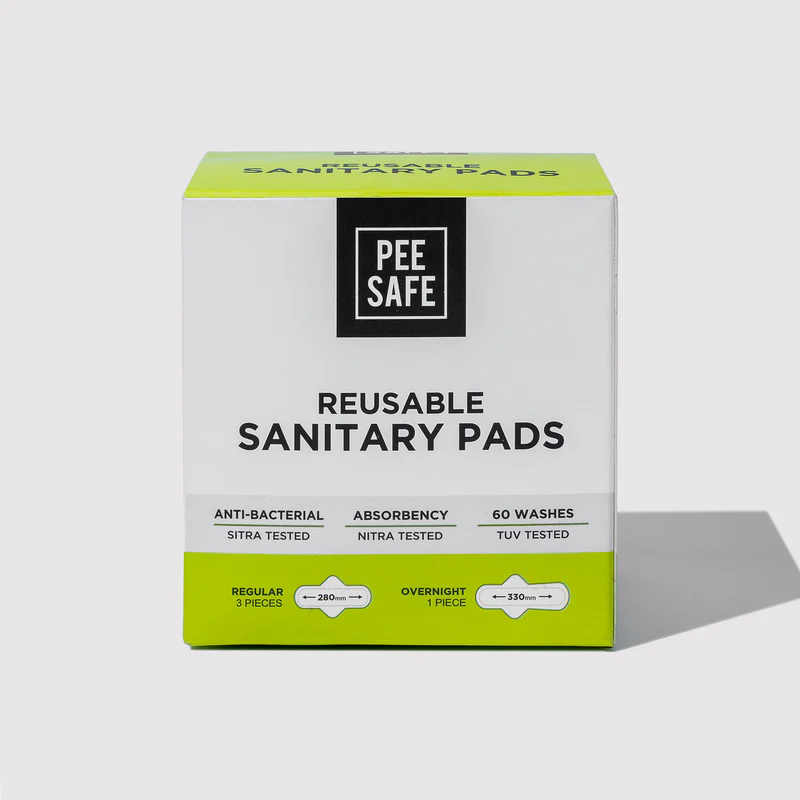 REUSABLE
SANITARY PADS
PEE
SAFE
REUSABLE
SANITARY PADS
ANTI-BACTERIAL
SITRA TESTED
ABSORBENCY
NITRA TESTED
60 WASHES
TUV TESTED
REGULAR
3 PIECES
280mm
OVERNIGHT
1 PIECE
330mm